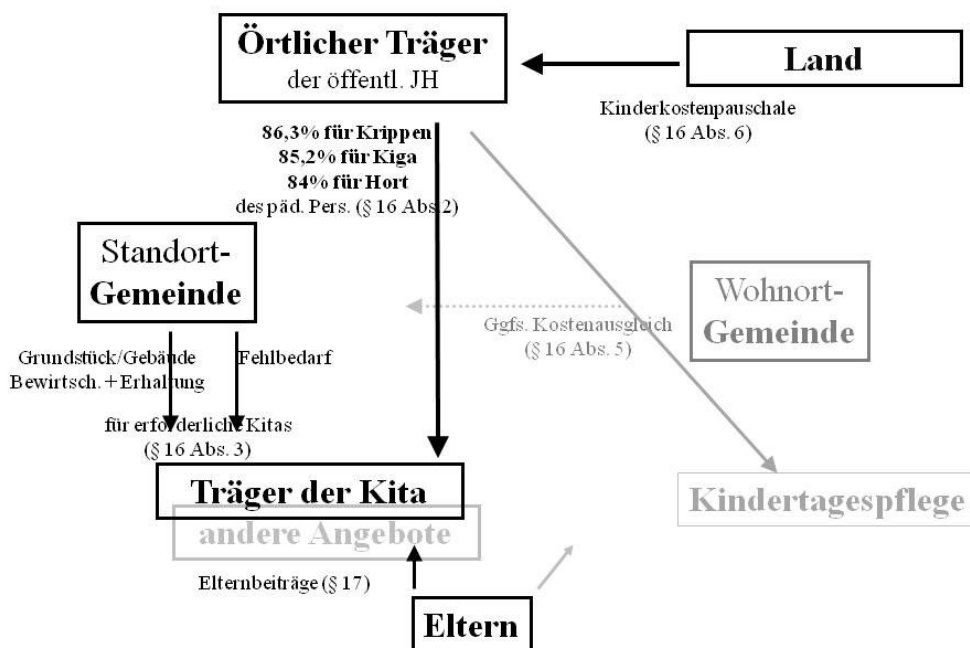 Örtlicher Träger
der öffentl. JH
Land
Kinderkostenpauschale
(§ 16 Abs. 6)
86,3% für Krippen
85,2% für Kiga
84% für Hort
des päd. Pers. (§ 16 Abs.2)
Standort-
Gemeinde
Wohnort-
Gemeinde
Ggfs. Kostenausgleich
(§ 16 Abs. 5)
Grundstück/Gebäude
Bewirtsch.+Erhaltung
Fehlbedarf
für erforderliche Kitas
(§ 16 Abs. 3)
Träger der Kita
andere Angebote
Kindertagespflege
Elternbeiträge (§ 17)
Eltern